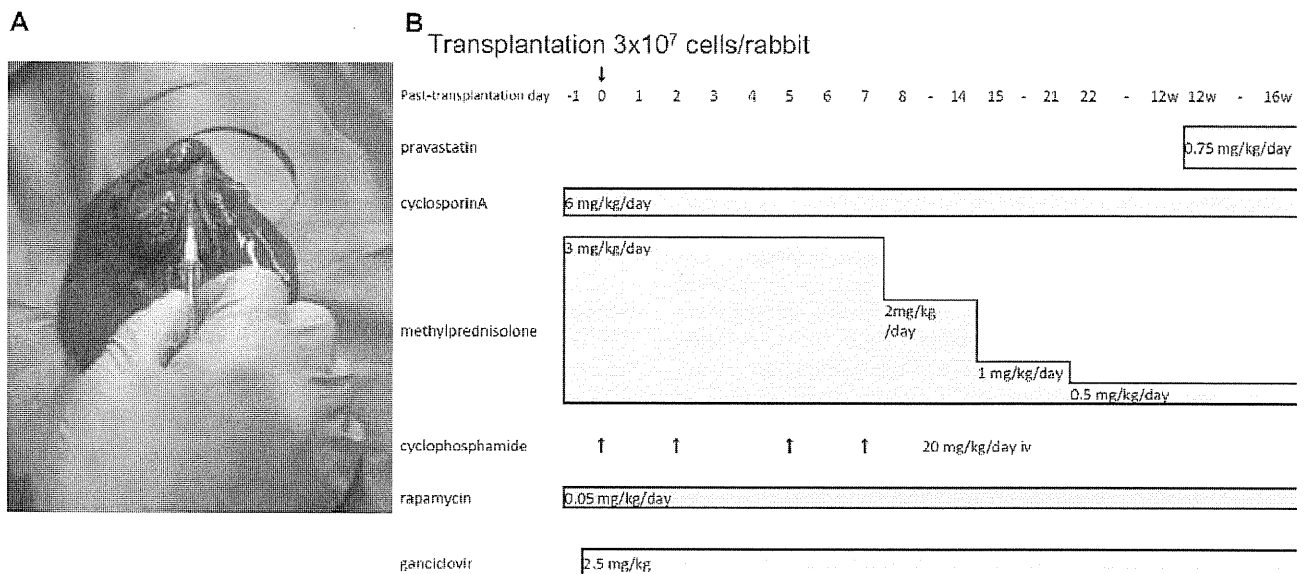 A
B
Transplantation 3x10⁷ cells/rabbit
↓
Past-transplantation day -1 0 1 2 3 4 5 6 7 8 - 14 15 - 21 22 - 12w 12w - 16w
pravastatin 0.75 mg/kg/day
cyclosporinA 6 mg/kg/day
3 mg/kg/day
methylprednisolone 2mg/kg
/day
1 mg/kg/day
0.5 mg/kg/day
cyclophosphamide ↑ ↑ ↑ ↑ 20 mg/kg/day iv
rapamycin 0.05 mg/kg/day
ganciclovir 2.5 mg/kg